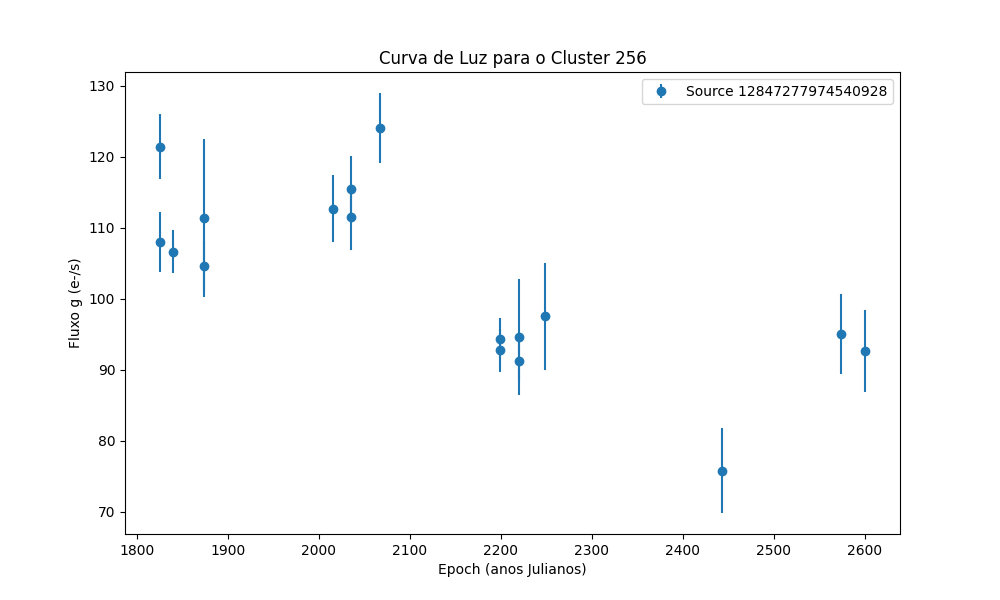 Curva de Luz para o Cluster 256
Source 12847277974540928
Fluxo g (e-/s)
130
120
110
100
90
80
70
1800 1900 2000 2100 2200 2300 2400 2500 2600
Epoch (anos Julianos)